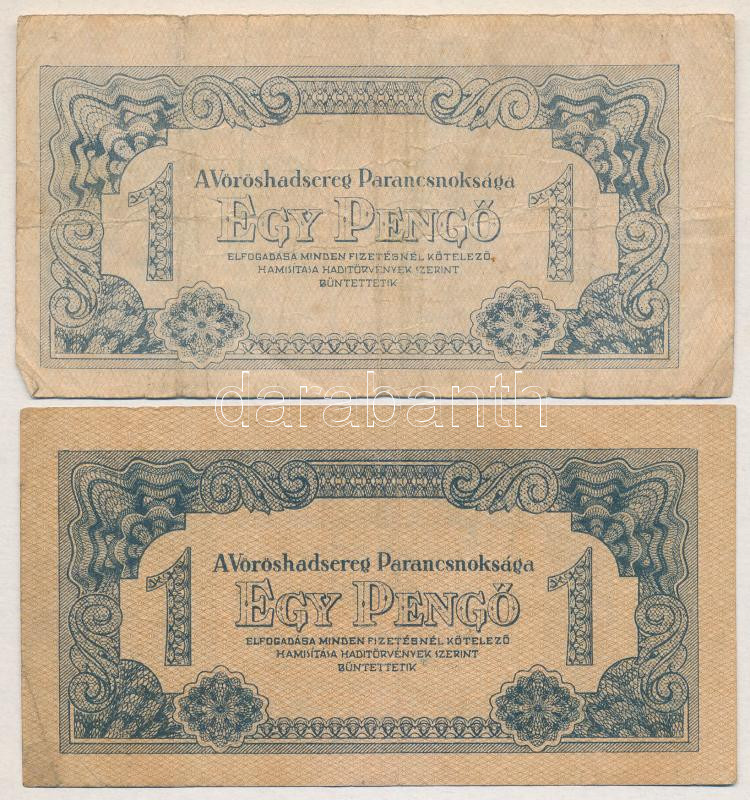 1
A Vöröshadsereg Parancsnoksága
1
EGY PENGŐ
ELFOGADÁSA MINDEN FIZETÉSNÉL KÖTELEZŐ
HAMISÍTÁSA HADITÖRVÉNYEK SZERINT
BÜNTETTETIK
darabanth
1
A Vöröshadsereg Parancsnoksága
1
EGY PENGŐ
ELFOGADÁSA MINDEN FIZETÉSNÉL KÖTELEZŐ
HAMISÍTÁSA HADITÖRVÉNYEK SZERINT
BÜNTETTETIK